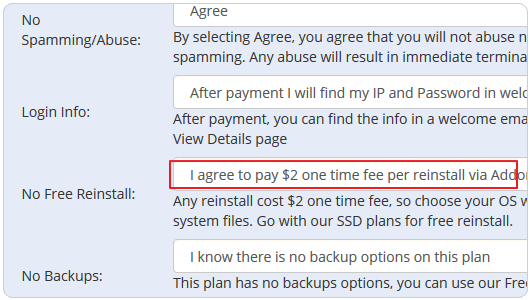 No
Spamming/Abuse:
Agree
By selecting Agree, you agree that you will not abuse
spamming. Any abuse will result in immediate
Login Info:
After payment I will find my IP and Password in
After payment, you can find the info in a welcome
View Details page
No Free Reinstall:
I agree to pay $2 one time fee per reinstall via
Any reinstall cost $2 one time fee, so choose your OS
system files. Go with our SSD plans for free reinstall.
No Backups:
I know there is no backup options on this plan
This plan has no backups options, you can use our